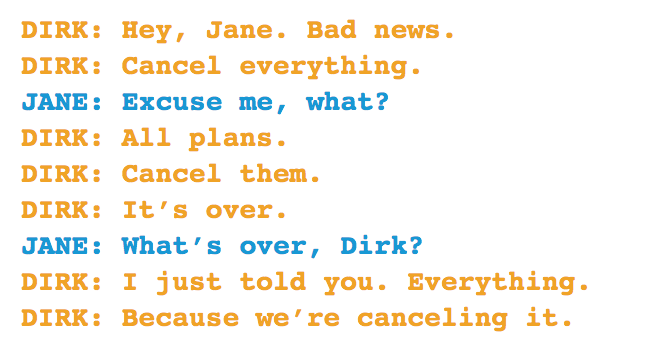 DIRK: Hey, Jane. Bad news.
DIRK: Cancel everything.
JANE: Excuse me, what?
DIRK: All plans.
DIRK: Cancel them.
DIRK: It’s over.
JANE: What’s over, Dirk?
DIRK: I just told you. Everything.
DIRK: Because we’re canceling it.